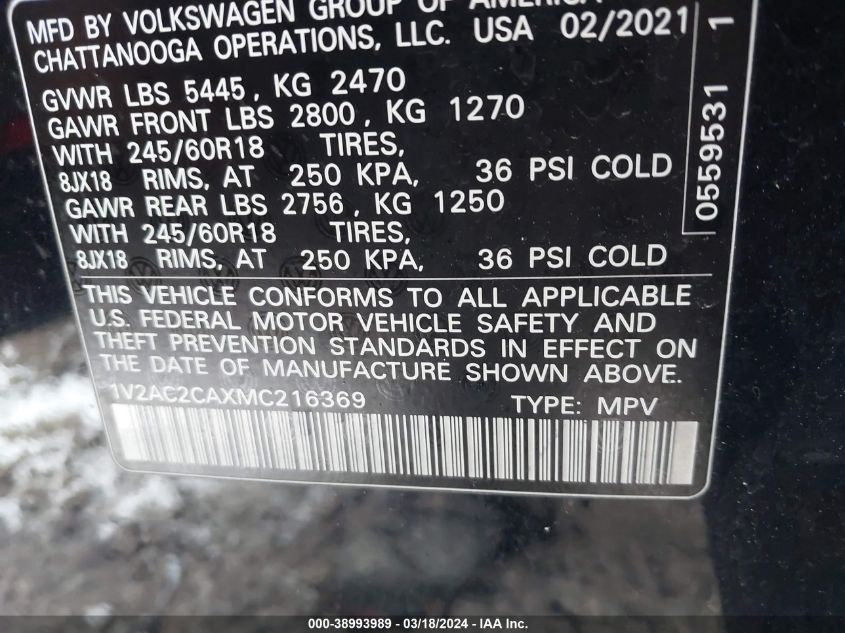 MFD BY VOLKSWAGEN GROUP OF AMERICA
CHATTANOOGA OPERATIONS, LLC. USA 02/2021
GVWR LBS 5445, KG 2470
GAWR FRONT LBS 2800, KG 1270
WITH 245/60R18 TIRES,
8JX18 RIMS, AT 250 KPA, 36 PSI COLD
GAWR REAR LBS 2756, KG 1250
WITH 245/60R18 TIRES,
8JX18 RIMS, AT 250 KPA, 36 PSI COLD
THIS VEHICLE CONFORMS TO ALL APPLICABLE
U.S. FEDERAL MOTOR VEHICLE SAFETY AND
THEFT PREVENTION STANDARDS IN EFFECT ON
THE DATE OF MANUFACTURE SHOWN ABOVE.
1V2AC2CAXMC216369 TYPE: MPV
0559531 1
000-38993989 - 03/18/2024 - IAA Inc.